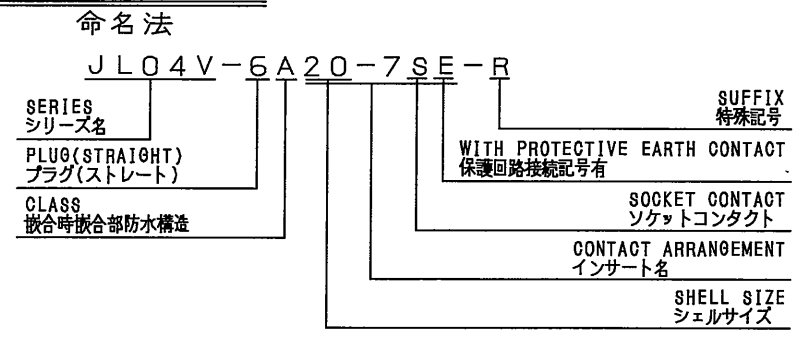 命名法
JL04V-6A20-7SE-R
SERIES
シリーズ名
PLUG(STRAIGHT)
プラグ(ストレート)
CLASS
嵌合時嵌合部防水構造
SUFFIX
特殊記号
WITH PROTECTIVE EARTH CONTACT
保護回路接続記号有
SOCKET CONTACT
ソケットコンタクト
CONTACT ARRANGEMENT
インサート名
SHELL SIZE
シェルサイズ